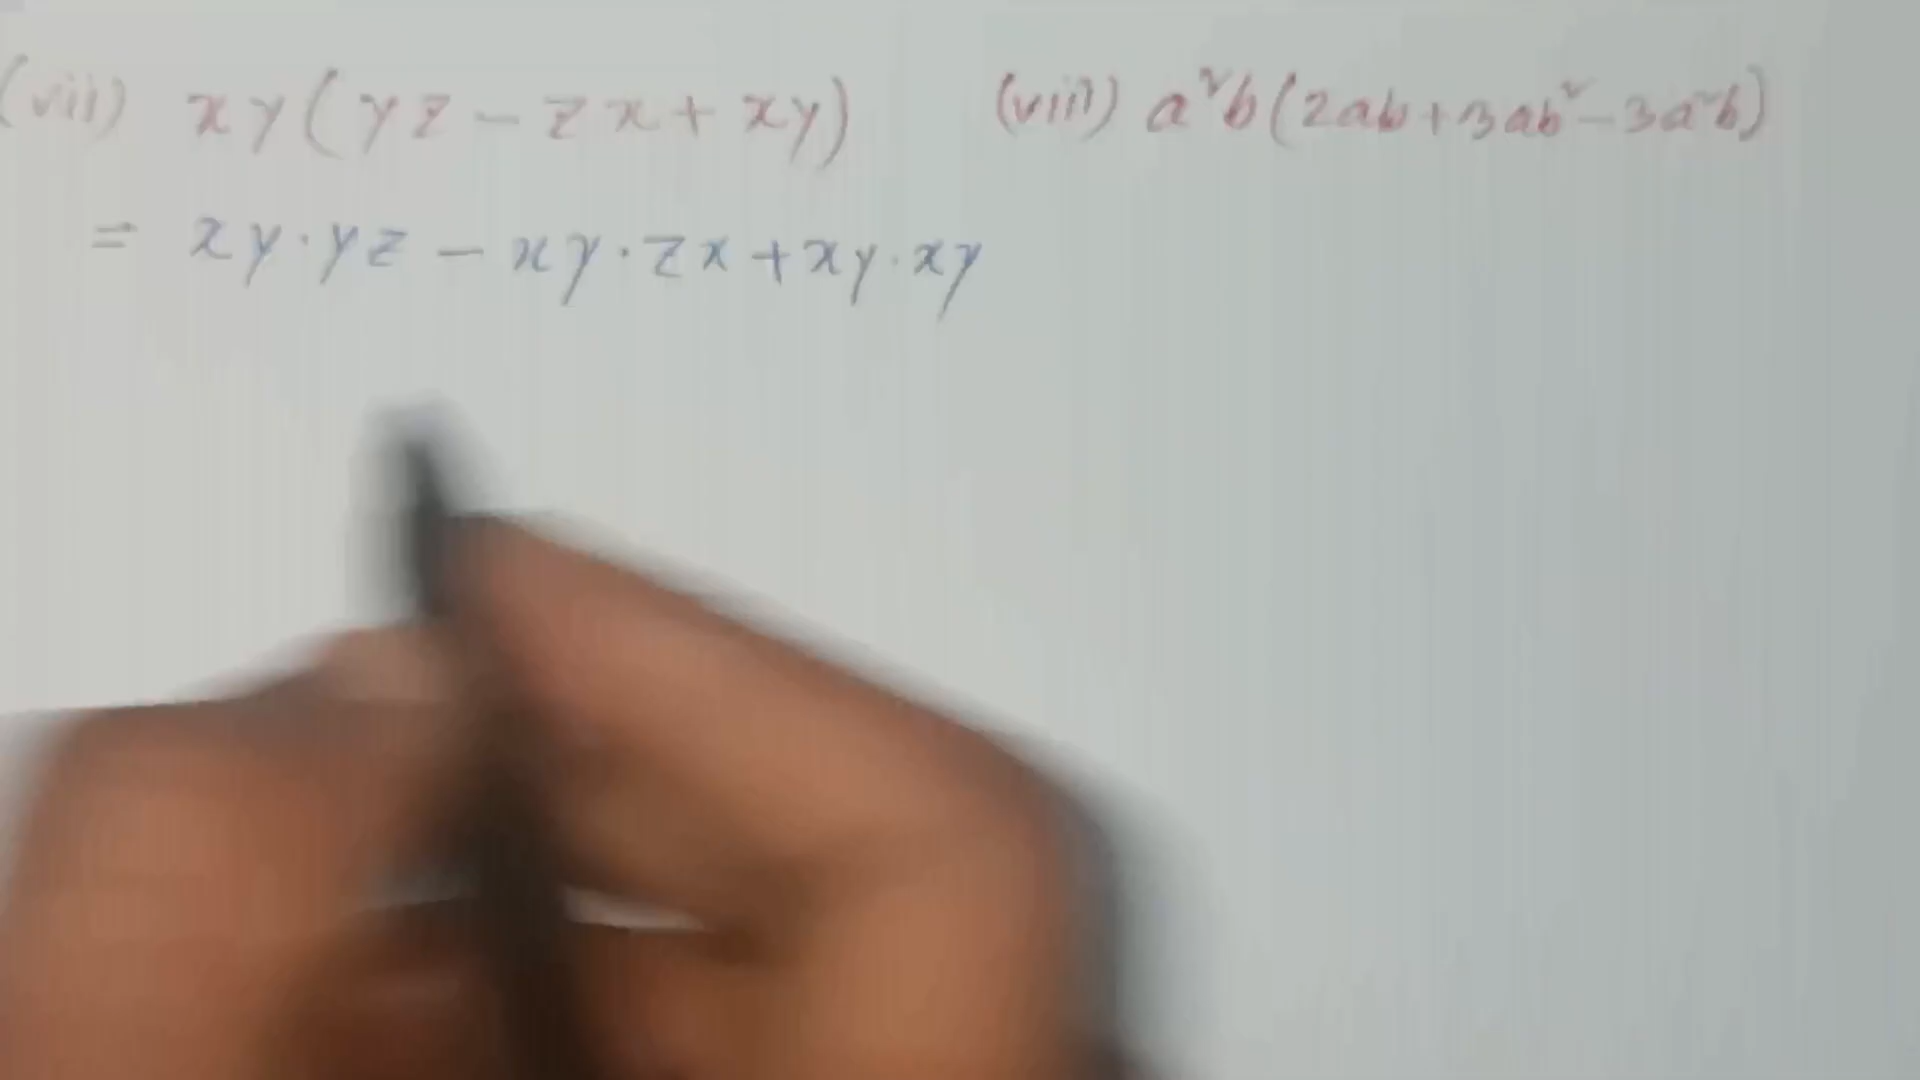 (vii) xy(yz-zx+xy)
= xy·yz - xy·zx+xy·xy
(viii) a²b(2ab+3ab²-3a²b)